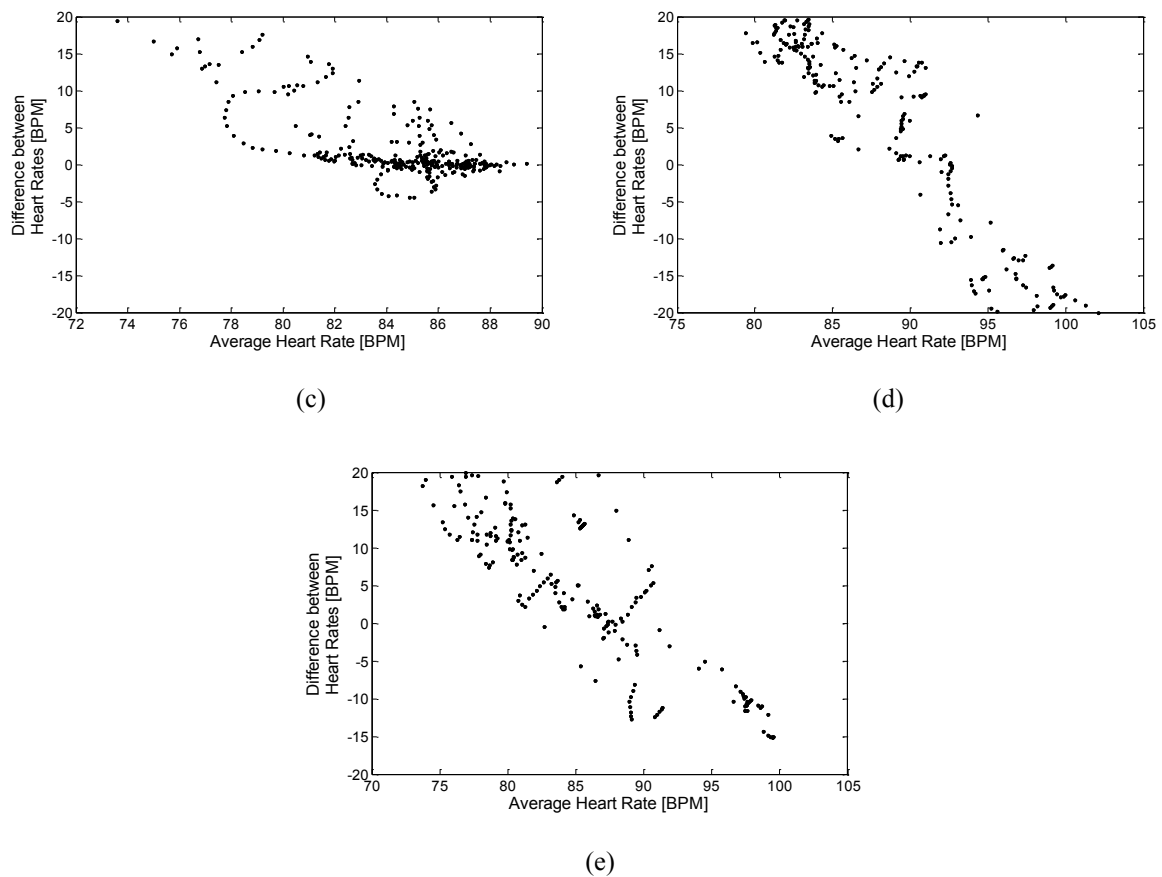 20
15
10
5
0
-5
-10
-15
-20
Difference between
Heart Rates [BPM]
72 74 76 78 80 82 84 86 88 90
Average Heart Rate [BPM]
(c)
20
15
10
5
0
-5
-10
-15
-20
Difference between
Heart Rates [BPM]
75 80 85 90 95 100 105
Average Heart Rate [BPM]
(d)
20
15
10
5
0
-5
-10
-15
-20
Difference between
Heart Rates [BPM]
70 75 80 85 90 95 100 105
Average Heart Rate [BPM]
(e)